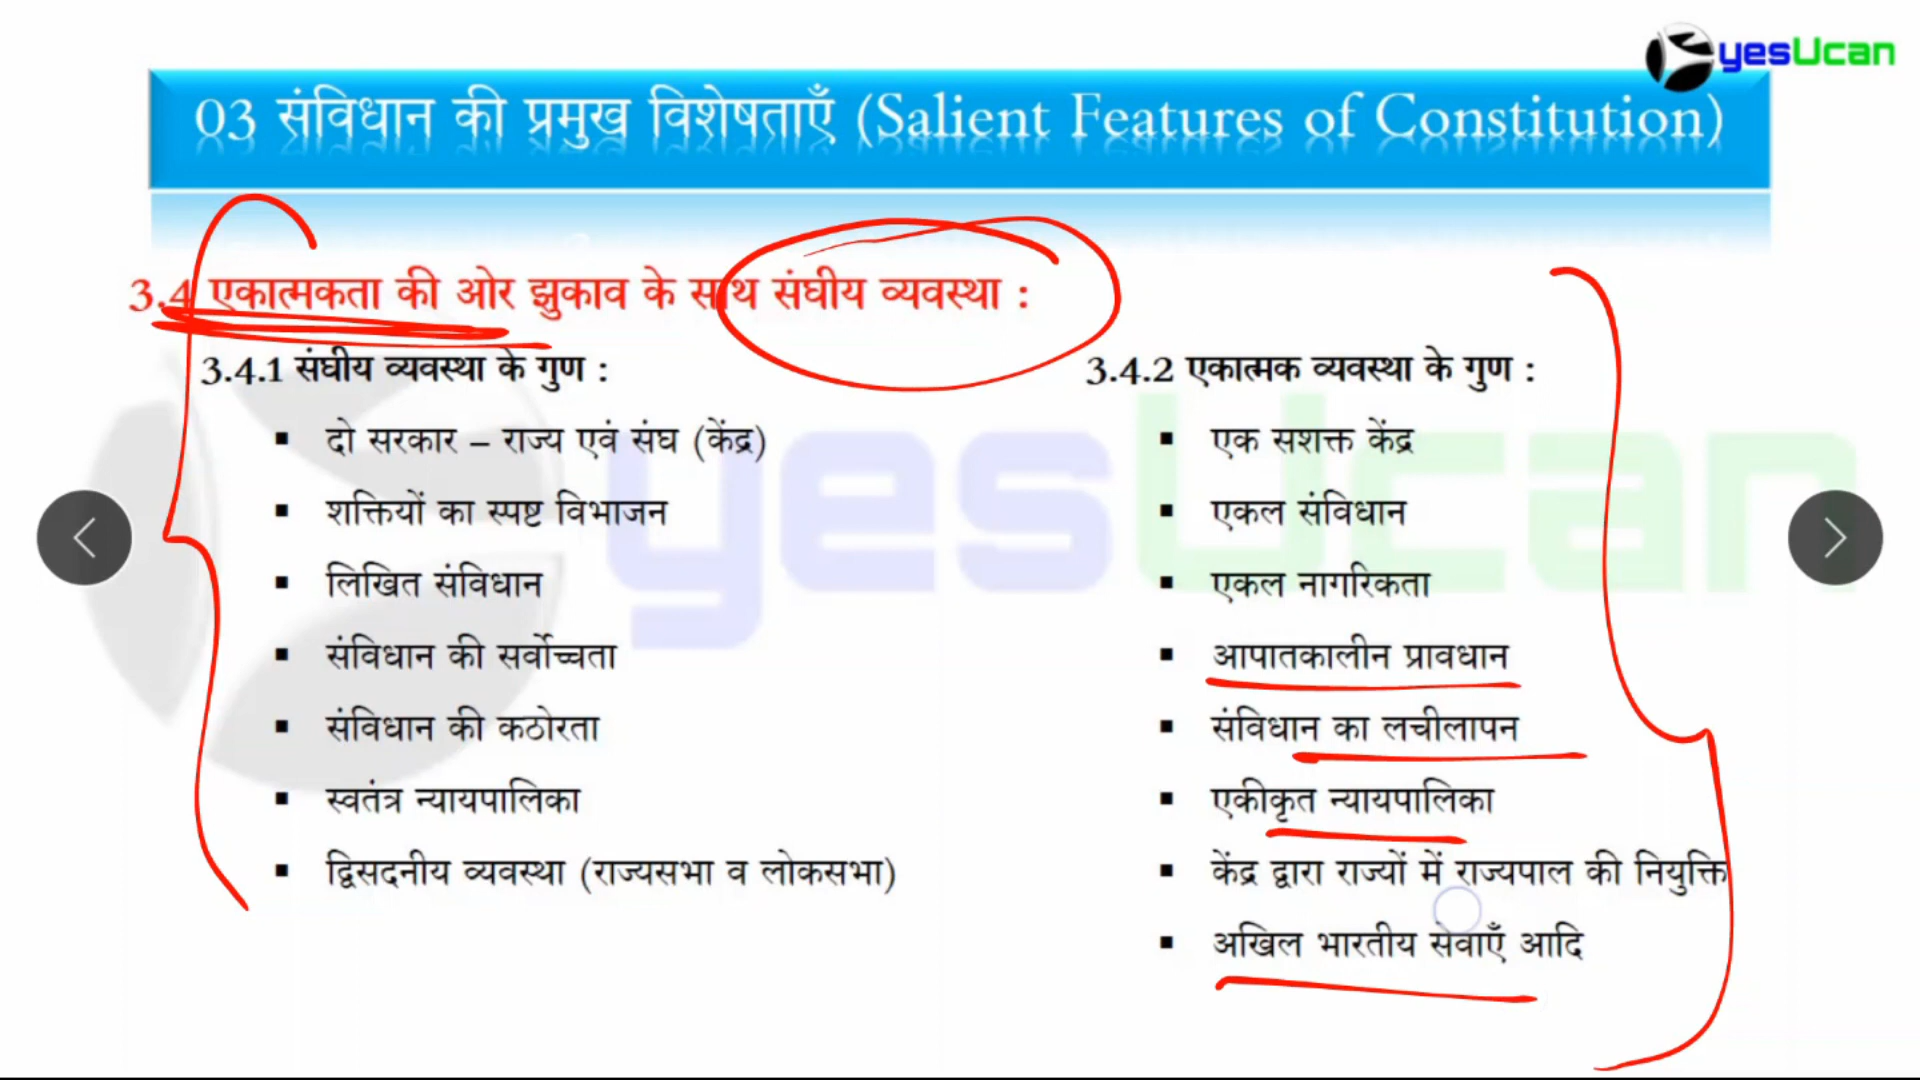 yesUcan
03 संविधान की प्रमुख विशेषताएँ (Salient Features of Constitution)
3.4 एकात्मकता की ओर झुकाव के साथ संघीय व्यवस्था :
3.4.1 संघीय व्यवस्था के गुण :
▪ दो सरकार – राज्य एवं संघ (केंद्र)
▪ शक्तियों का स्पष्ट विभाजन
▪ लिखित संविधान
▪ संविधान की सर्वोच्चता
▪ संविधान की कठोरता
▪ स्वतंत्र न्यायपालिका
▪ द्विसदनीय व्यवस्था (राज्यसभा व लोकसभा)
3.4.2 एकात्मक व्यवस्था के गुण :
▪ एक सशक्त केंद्र
▪ एकल संविधान
▪ एकल नागरिकता
▪ आपातकालीन प्रावधान
▪ संविधान का लचीलापन
▪ एकीकृत न्यायपालिका
▪ केंद्र द्वारा राज्यों में राज्यपाल की नियुक्ति
▪ अखिल भारतीय सेवाएँ आदि
yesUcan